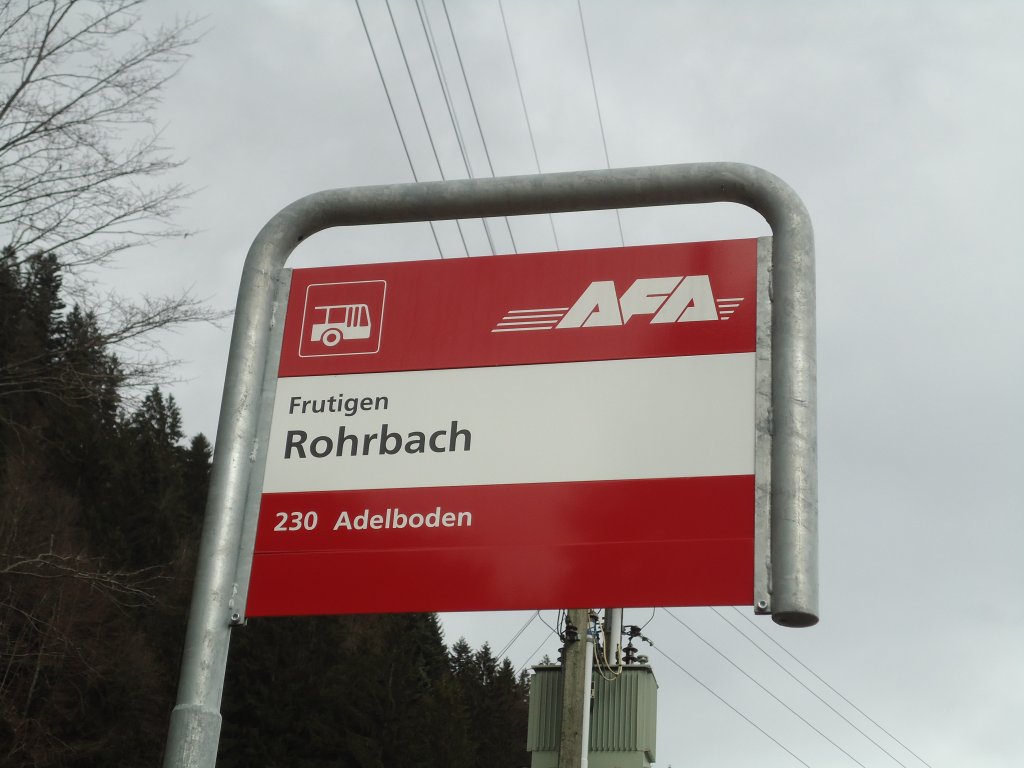 AFA
Frutigen
Rohrbach
230 Adelboden